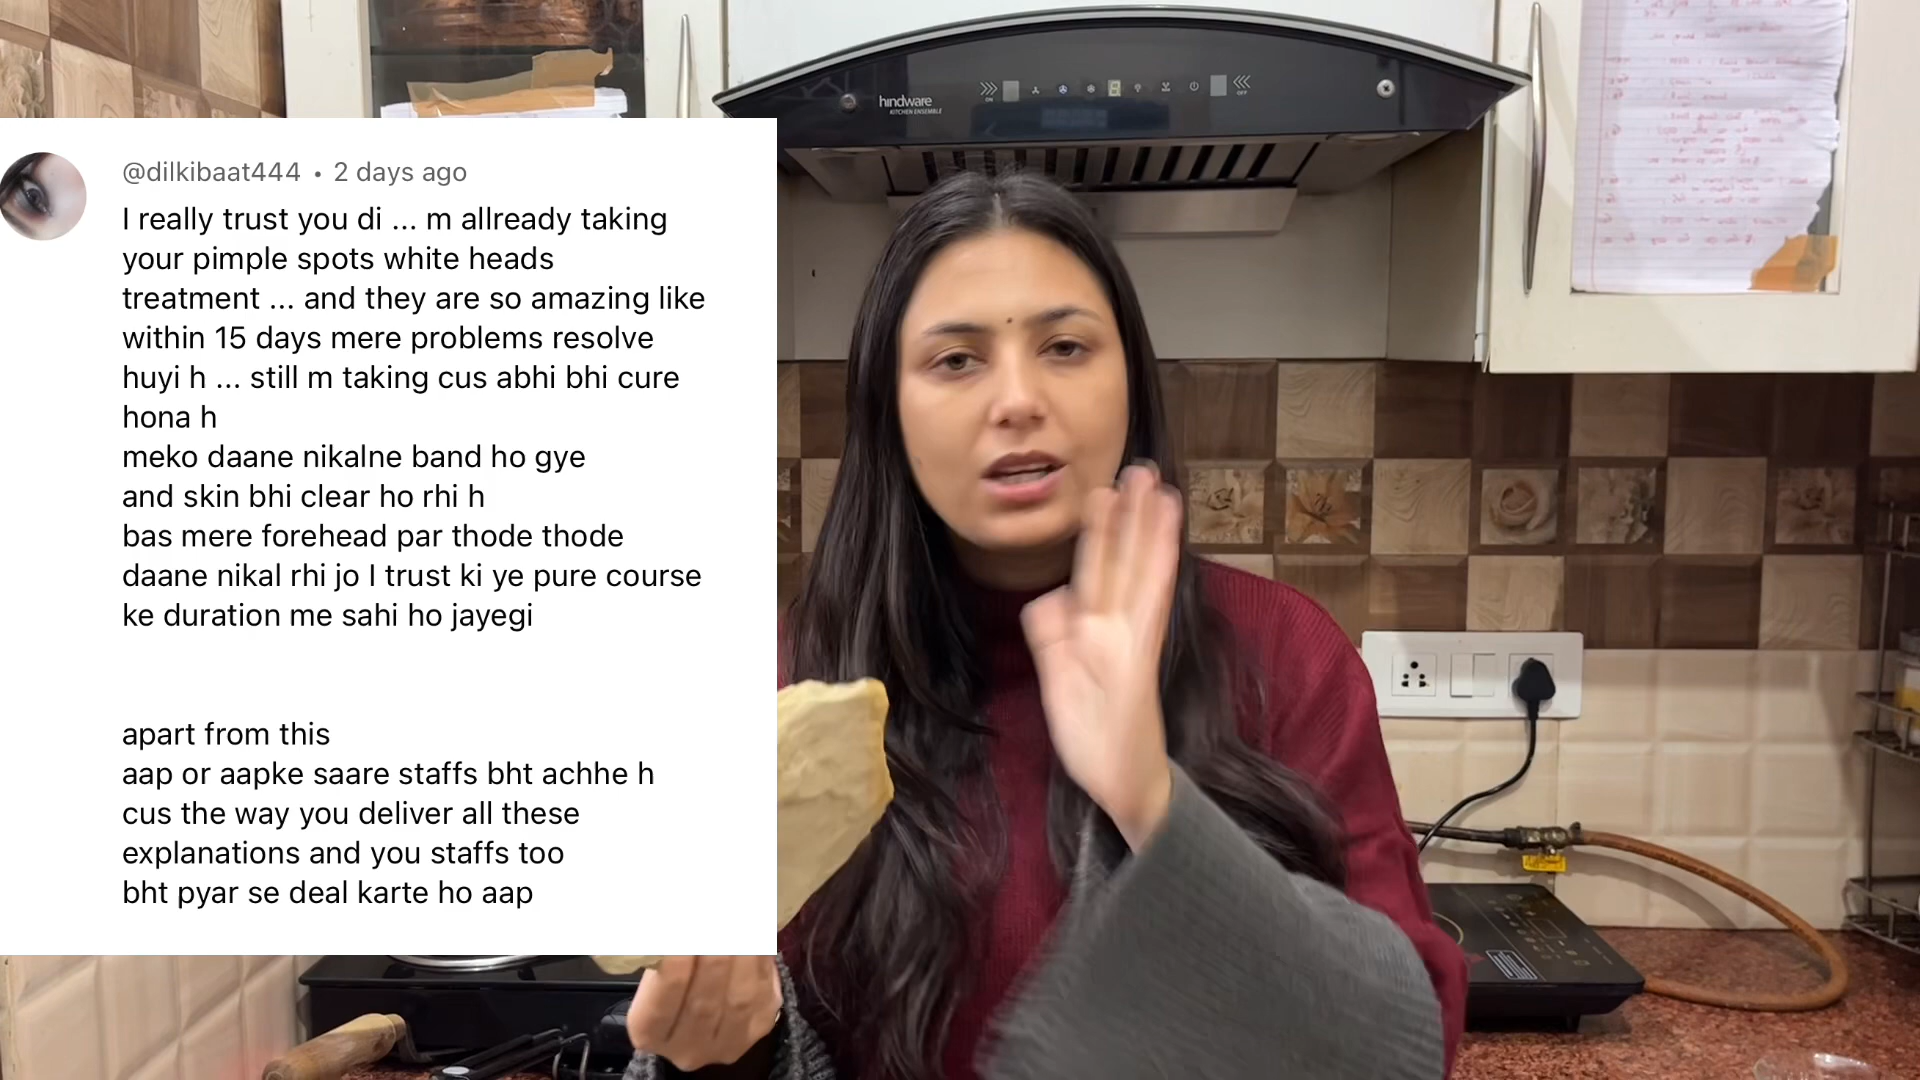 @dilkibaat444 • 2 days ago
I really trust you di ... m allready taking
your pimple spots white heads
treatment ... and they are so amazing like
within 15 days mere problems resolve
huyi h ... still m taking cus abhi bhi cure
hona h
meko daane nikalne band ho gye
and skin bhi clear ho rhi h
bas mere forehead par thode thode
daane nikal rhi jo I trust ki ye pure course
ke duration me sahi ho jayegi
apart from this
aap or aapke saare staffs bht achhe h
cus the way you deliver all these
explanations and you staffs too
bht pyar se deal karte ho aap
hindware
KITCHEN ENSEMBLE
ON
OFF